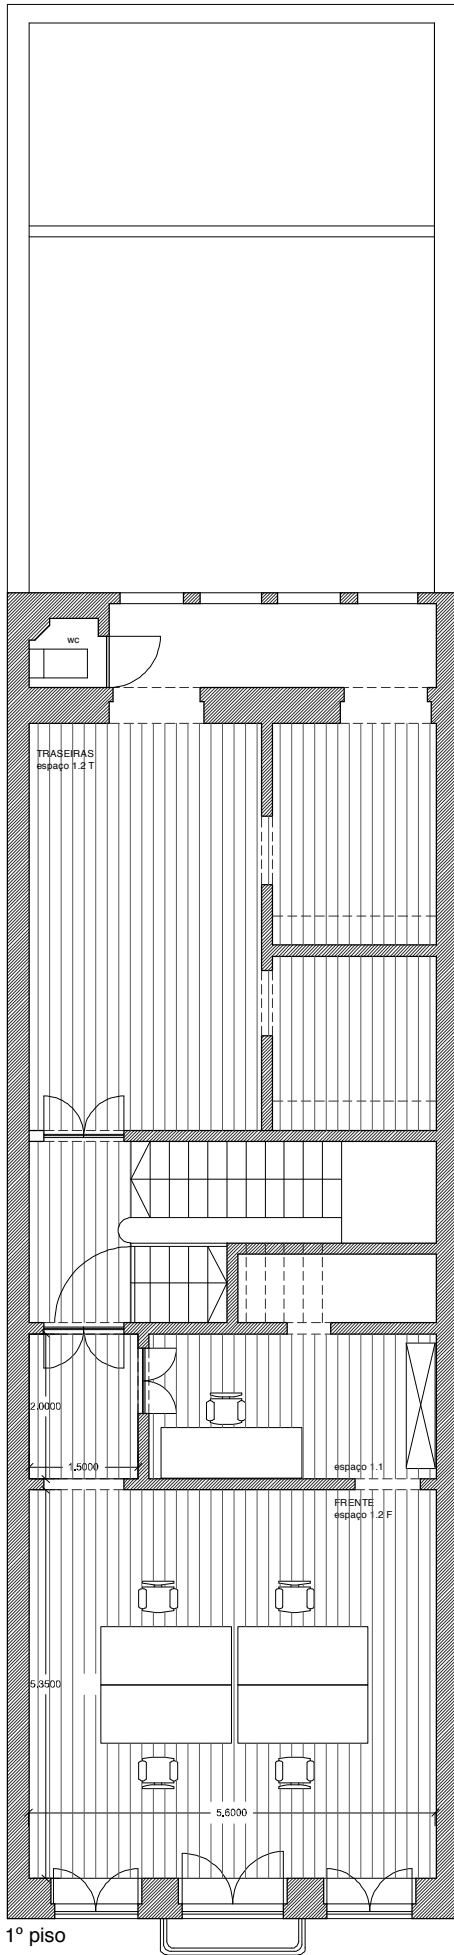 WC
TRASEIRAS
espaço 1.2 T
2.0000
1.5000
espaço 1.1
FRENTE
espaço 1.2 F
5.3500
5.6000
1º piso